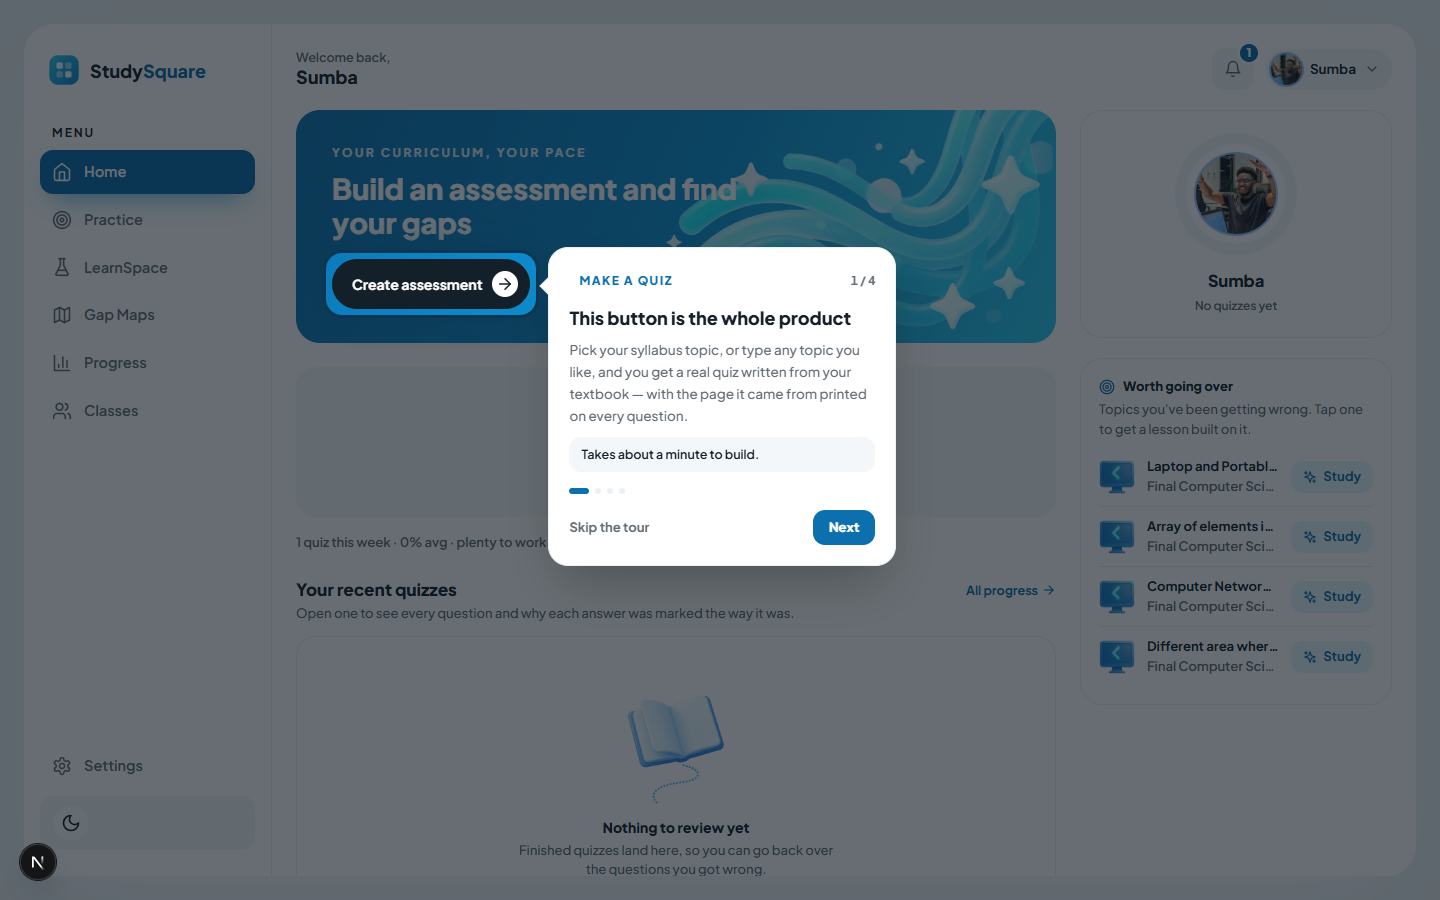 StudySquare
MENU
Home
Practice
LearnSpace
Gap Maps
Progress
Classes
Settings
N
Welcome back,
Sumba
1
Sumba
YOUR CURRICULUM, YOUR PACE
Build an assessment and find
your gaps
Create assessment
MAKE A QUIZ
1/4
This button is the whole product
Pick your syllabus topic, or type any topic you
like, and you get a real quiz written from your
textbook — with the page it came from printed
on every question.
Takes about a minute to build.
Skip the tour
Next
1 quiz this week · 0% avg · plenty to work
Your recent quizzes
All progress
Open one to see every question and why each answer was marked the way it was.
Nothing to review yet
Finished quizzes land here, so you can go back over
the questions you got wrong.
Sumba
No quizzes yet
Worth going over
Topics you've been getting wrong. Tap one
to get a lesson built on it.
Laptop and Portabl...
Final Computer Sci...
Study
Array of elements i...
Final Computer Sci...
Study
Computer Networ...
Final Computer Sci...
Study
Different area wher...
Final Computer Sci...
Study